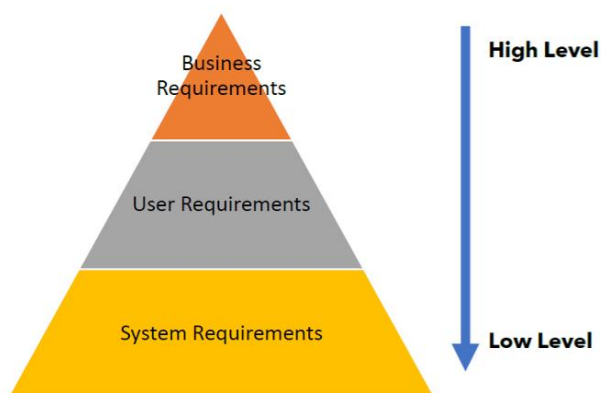 Business
Requirements
User Requirements
System Requirements
High Level
Low Level